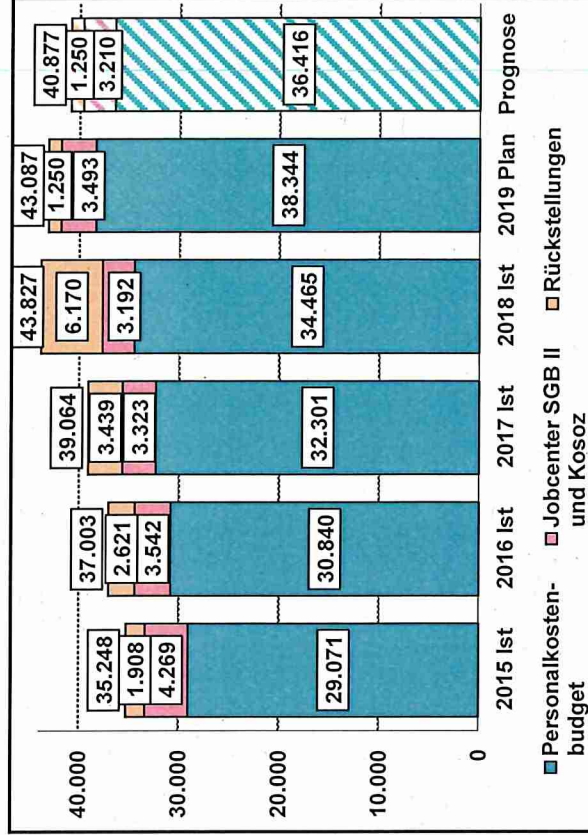 40.000
30.000
20.000
10.000
0
35.248
1.908
4.269
29.071
37.003
2.621
3.542
30.840
39.064
3.439
3.323
32.301
43.827
6.170
3.192
34.465
43.087
1.250
3.493
38.344
40.877
1.250
3.210
36.416
2015 Ist
2016 Ist
2017 Ist
2018 Ist
2019 Plan
Prognose
Personalkosten-
budget
Jobcenter SGB II
und Kosoz
Rückstellungen